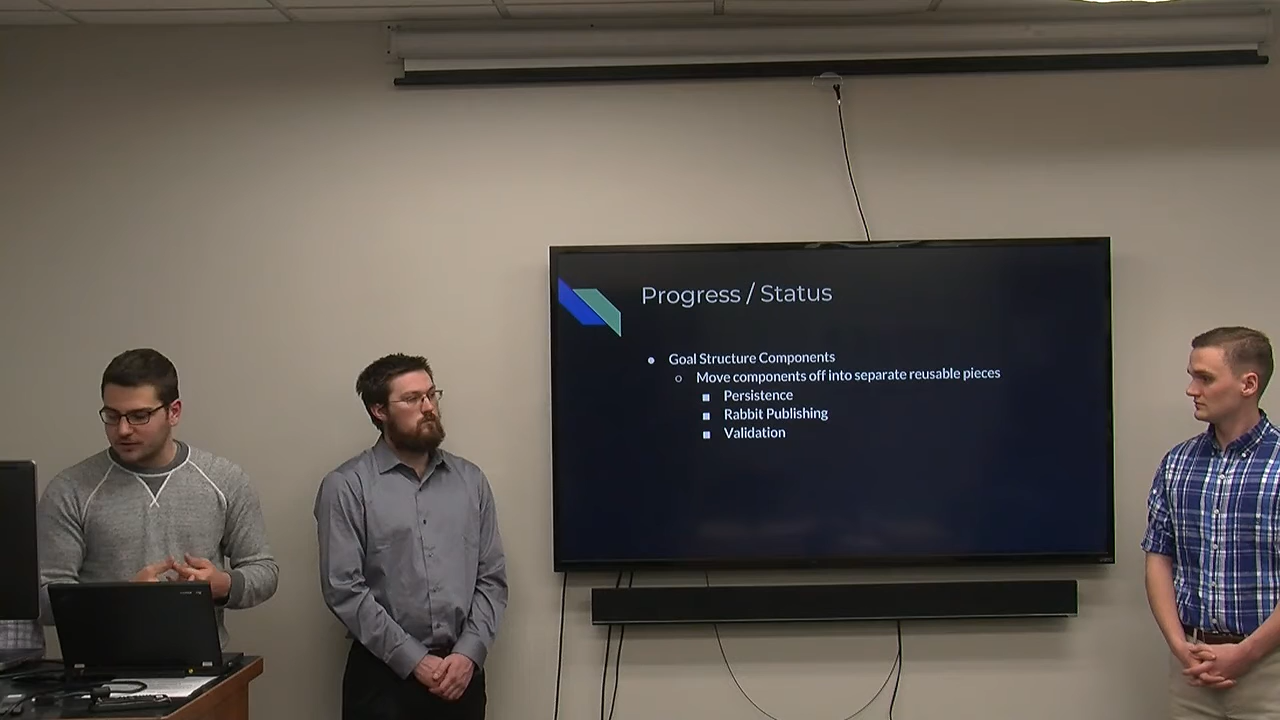 Progress / Status
● Goal Structure Components
○ Move components off into separate reusable pieces
■ Persistence
■ Rabbit Publishing
■ Validation